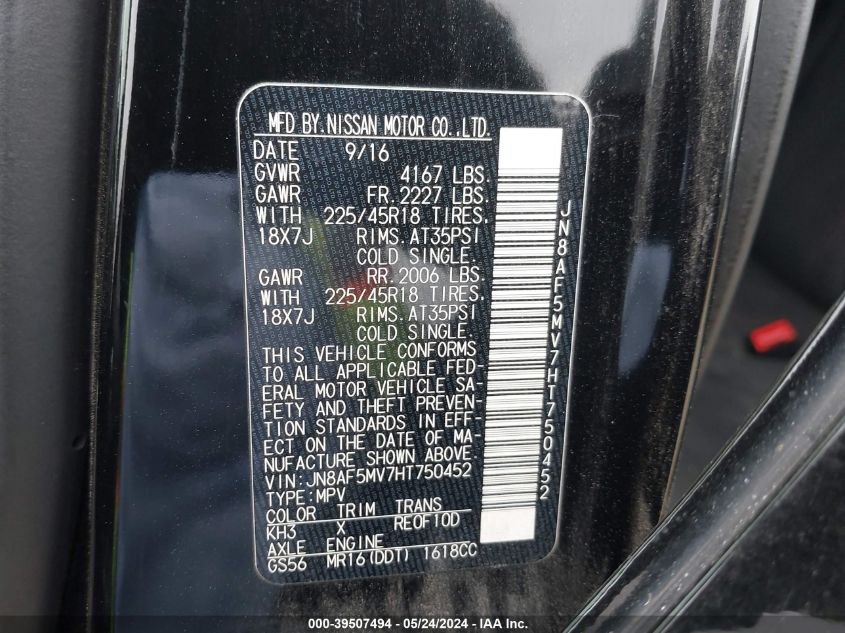 MFD BY.NISSAN MOTOR CO.,LTD.
DATE 9/16
GVWR 4167 LBS.
GAWR FR.2227 LBS.
WITH 225/45R18 TIRES.
18X7J RIMS.AT35PSI
COLD SINGLE.
GAWR RR.2006 LBS.
WITH 225/45R18 TIRES.
18X7J RIMS.AT35PSI
COLD SINGLE.
THIS VEHICLE CONFORMS
TO ALL APPLICABLE FED-
ERAL MOTOR VEHICLE SA-
FETY AND THEFT PREVEN-
TION STANDARDS IN EFF-
ECT ON THE DATE OF MA-
NUFACTURE SHOWN ABOVE.
VIN:JN8AF5MV7HT750452
TYPE:MPV
COLOR TRIM TRANS
KH3 X RE0F10D
AXLE ENGINE
GS56 MR16(DDT) 1618CC
JN8AF5MV7HT750452
000-39507494 - 05/24/2024 - IAA Inc.